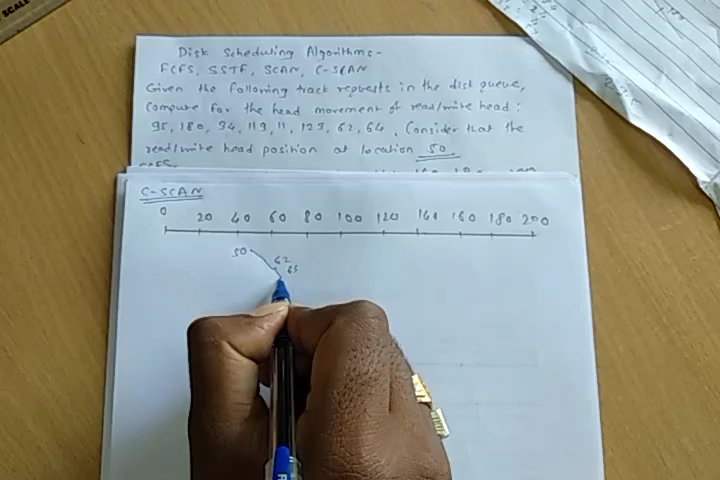 SCALE
Disk Scheduling Algorithms-
FCFS, SSTF, SCAN, C-SCAN
Given the following track requests in the disk queue,
compute for the head movement of read/write head :
95, 180, 34, 119, 11, 123, 62, 64. Consider that the
read/write head position at location 50
C-SCAN
0 20 40 60 80 100 120 140 160 180 200
50
62